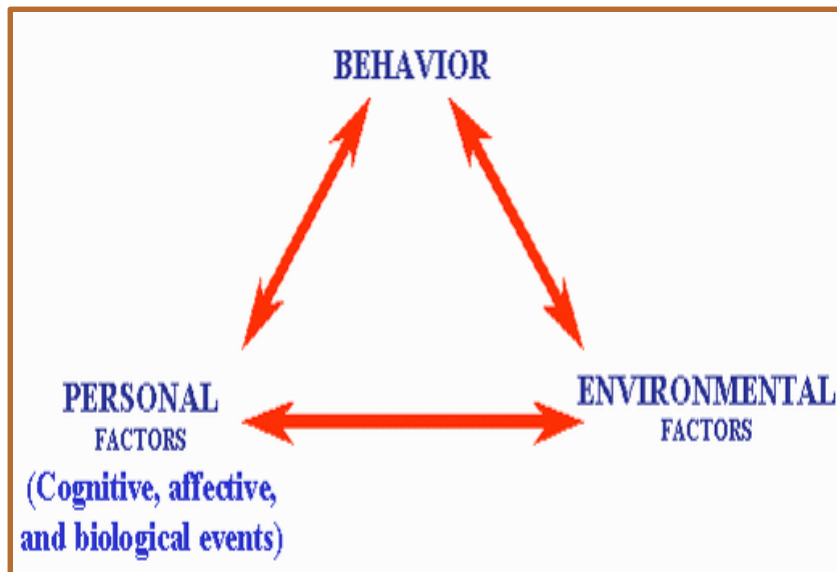 BEHAVIOR
PERSONAL
FACTORS
(Cognitive, affective,
and biological events)
ENVIRONMENTAL
FACTORS